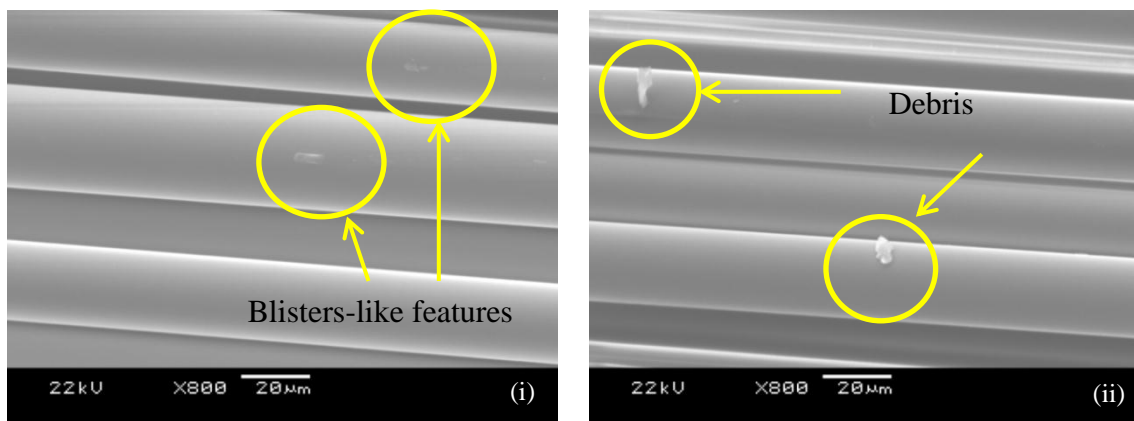 Blisters-like features
22kV X800 20µm (i)
Debris
22kV X800 20µm (ii)